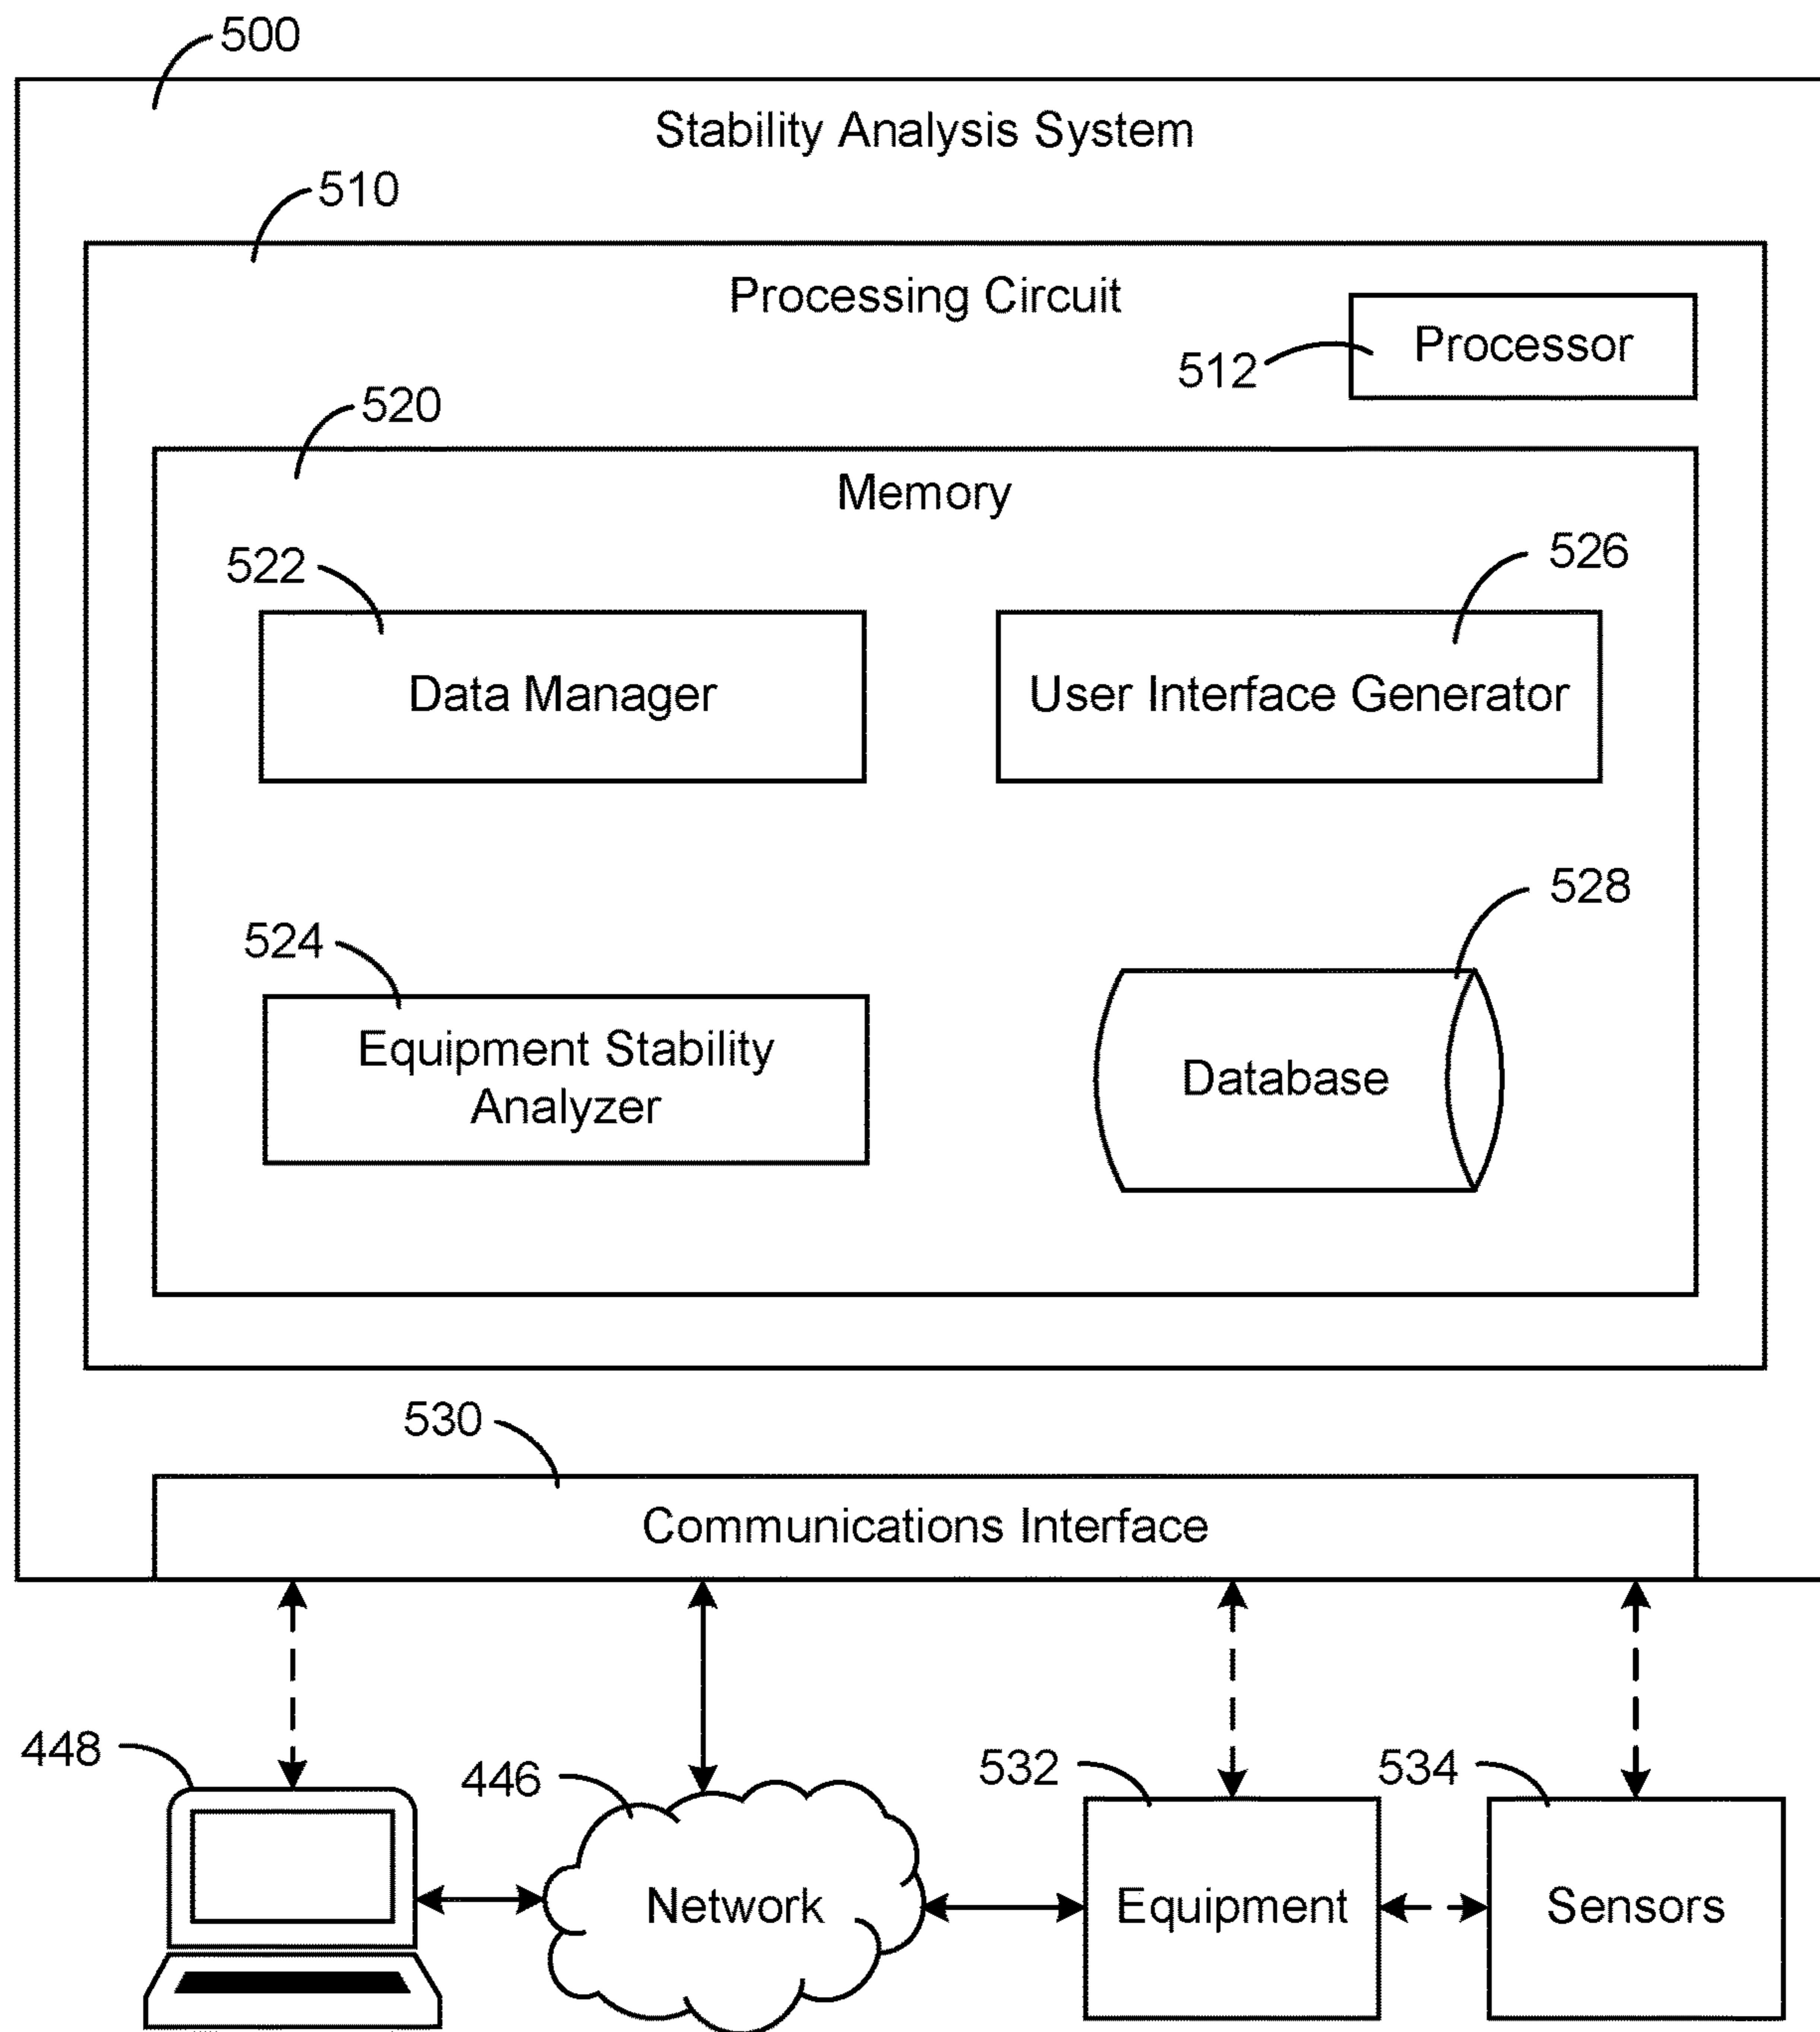 500
Stability Analysis System
510
Processing Circuit
Processor
512
520
Memory
522
526
Data Manager
User Interface Generator
528
524
Equipment Stability
Analyzer
Database
530
Communications Interface
448
446
532
534
Network
Equipment
Sensors